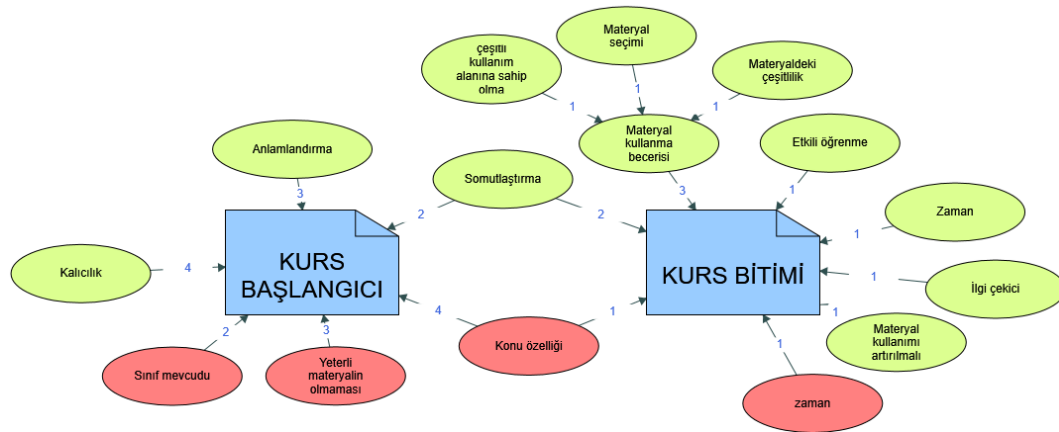 Materyal
seçimi
çeşitli
kullanım
alanına sahip
olma
Materyaldeki
çeşitlilik
1
1
1
Materyal
kullanma
becerisi
Etkili öğrenme
Anlamlandırma
Somutlaştırma
3
3
1
2
2
Zaman
1
KURS
BAŞLANGICI
KURS BİTİMİ
Kalıcılık
4
1
İlgi çekici
4
1
1
Materyal
kullanımı
artırılmalı
2
3
Konu özelliği
1
Sınıf mevcudu
Yeterli
materyalin
olmaması
zaman